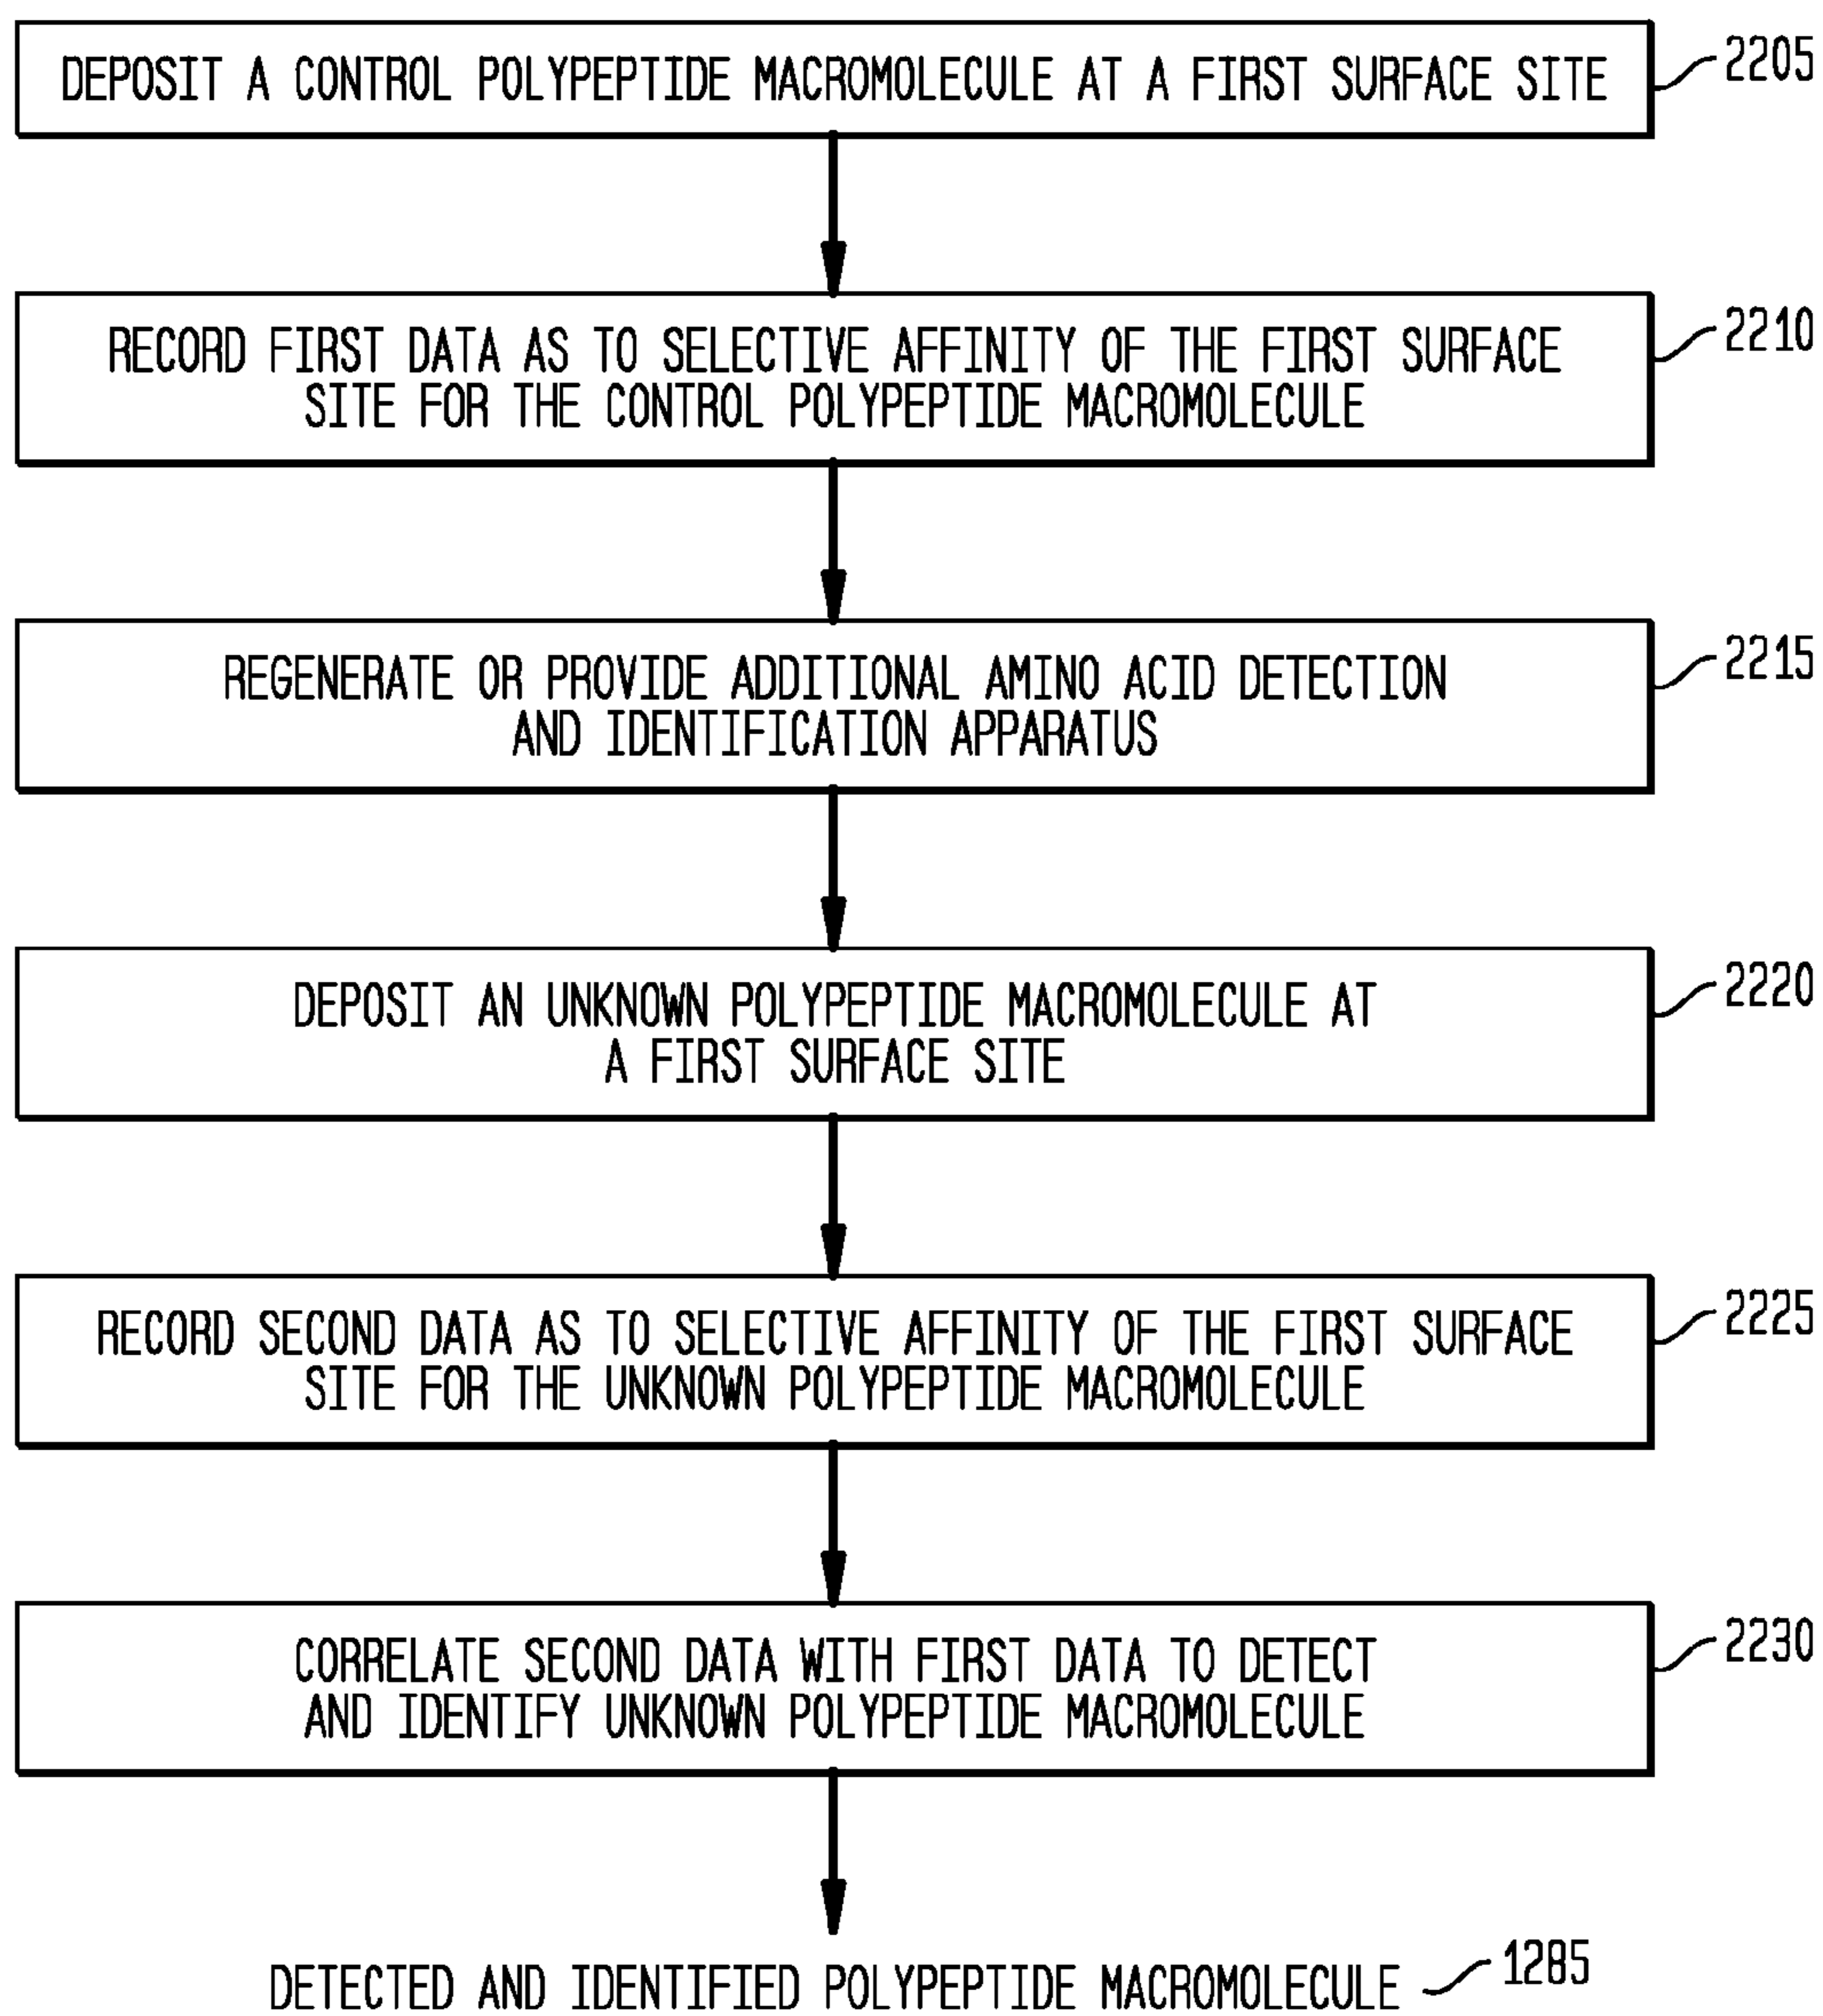 DEPOSIT A CONTROL POLYPEPTIDE MACROMOLECULE AT A FIRST SURFACE SITE
2205
RECORD FIRST DATA AS TO SELECTIVE AFFINITY OF THE FIRST SURFACE
SITE FOR THE CONTROL POLYPEPTIDE MACROMOLECULE
2210
REGENERATE OR PROVIDE ADDITIONAL AMINO ACID DETECTION
AND IDENTIFICATION APPARATUS
2215
DEPOSIT AN UNKNOWN POLYPEPTIDE MACROMOLECULE AT
A FIRST SURFACE SITE
2220
RECORD SECOND DATA AS TO SELECTIVE AFFINITY OF THE FIRST SURFACE
SITE FOR THE UNKNOWN POLYPEPTIDE MACROMOLECULE
2225
CORRELATE SECOND DATA WITH FIRST DATA TO DETECT
AND IDENTIFY UNKNOWN POLYPEPTIDE MACROMOLECULE
2230
DETECTED AND IDENTIFIED POLYPEPTIDE MACROMOLECULE
1285